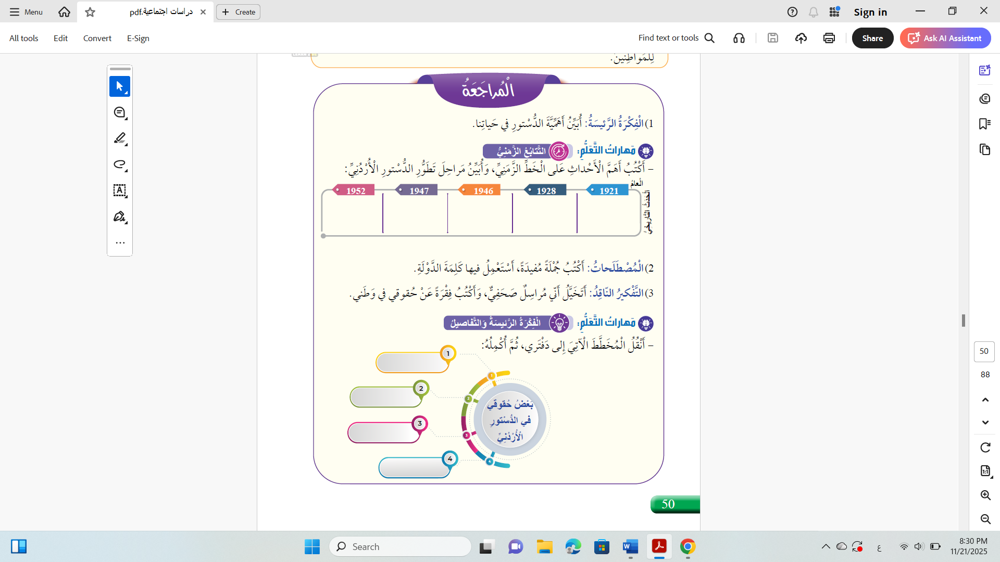 Menu
دراسات اجتماعية.pdf
Create
Sign in
All tools
Edit
Convert
E-Sign
Find text or tools
Share
Ask AI Assistant
لِلْمُواطِنينَ.
الْمُراجَعَةُ
1) الْفِكْرَةُ الرَّئيسَةُ: أُبَيِّنُ أَهَمِّيَّةَ الدُّسْتورِ في حَياتِنا.
مَهاراتُ التَّعَلُّمِ: التَّتابُعُ الزَّمَنِيُّ
– أَكْتُبُ أَهَمَّ الْأَحْداثِ عَلى الْخَطِّ الزَّمَنِيِّ، وَأُبَيِّنُ مَراحِلَ تَطَوُّرِ الدُّسْتورِ الْأُرْدُنِيِّ:
الْعامُ
1921
1928
1946
1947
1952
الْحَدَثُ التّاريخِيُّ
2) الْمُصْطَلَحاتُ: أَكْتُبُ جُمْلَةً مُفيدَةً، أَسْتَعْمِلُ فيها كَلِمَةَ الدَّوْلَةِ.
3) التَّفْكيرُ النّاقِدُ: أَتَخَيَّلُ أَنّي مُراسِلٌ صَحَفِيٌّ، وَأَكْتُبُ فِقْرَةً عَنْ حُقوقي في وَطَني.
مَهاراتُ التَّعَلُّمِ: الْفِكْرَةُ الرَّئيسَةُ وَالتَّفاصيلُ
– أَنْقُلُ الْمُخَطَّطَ الْآتِيَ إِلى دَفْتَري، ثُمَّ أُكْمِلُهُ:
1
2
3
4
1
2
3
4
بَعْضُ حُقوقي
في الدُّسْتورِ
الْأُرْدُنِيِّ
50
50
88
Search
ع
8:30 PM
11/21/2025